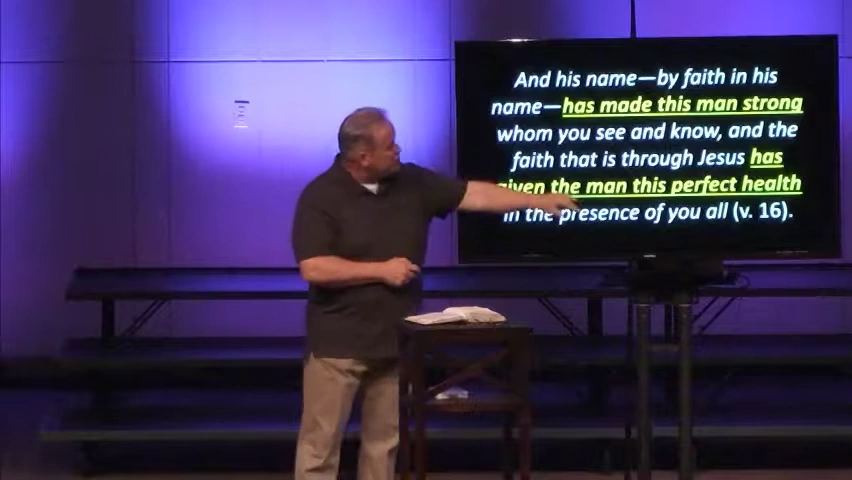 And his name—by faith in his
name—has made this man strong
whom you see and know, and the
faith that is through Jesus has
given the man this perfect health
in the presence of you all (v. 16).